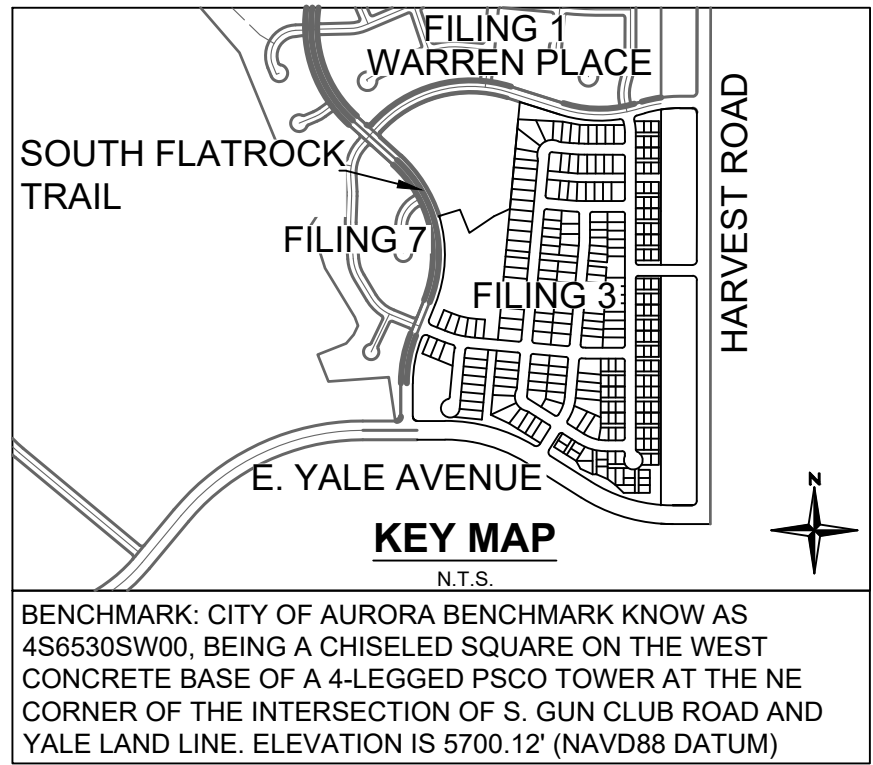 FILING 1
WARREN PLACE
SOUTH FLATROCK
TRAIL
FILING 7
FILING 3
HARVEST ROAD
E. YALE AVENUE
KEY MAP
N.T.S.
N
BENCHMARK: CITY OF AURORA BENCHMARK KNOW AS
4S6530SW00, BEING A CHISELED SQUARE ON THE WEST
CONCRETE BASE OF A 4-LEGGED PSCO TOWER AT THE NE
CORNER OF THE INTERSECTION OF S. GUN CLUB ROAD AND
YALE LAND LINE. ELEVATION IS 5700.12' (NAVD88 DATUM)